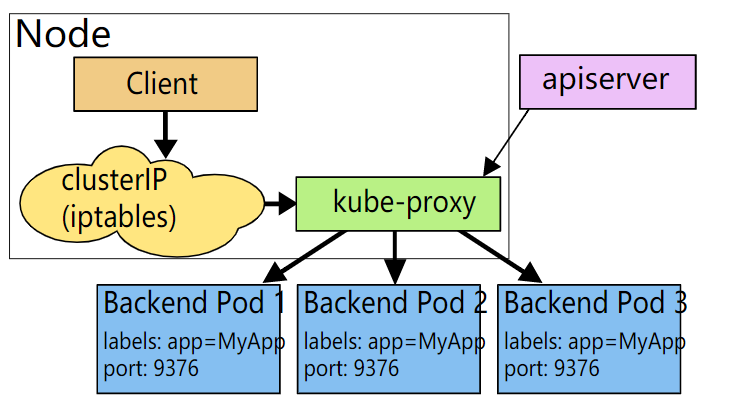 Node
Client
apiserver
clusterIP
(iptables)
kube-proxy
Backend Pod 1
labels: app=MyApp
port: 9376
Backend Pod 2
labels: app=MyApp
port: 9376
Backend Pod 3
labels: app=MyApp
port: 9376